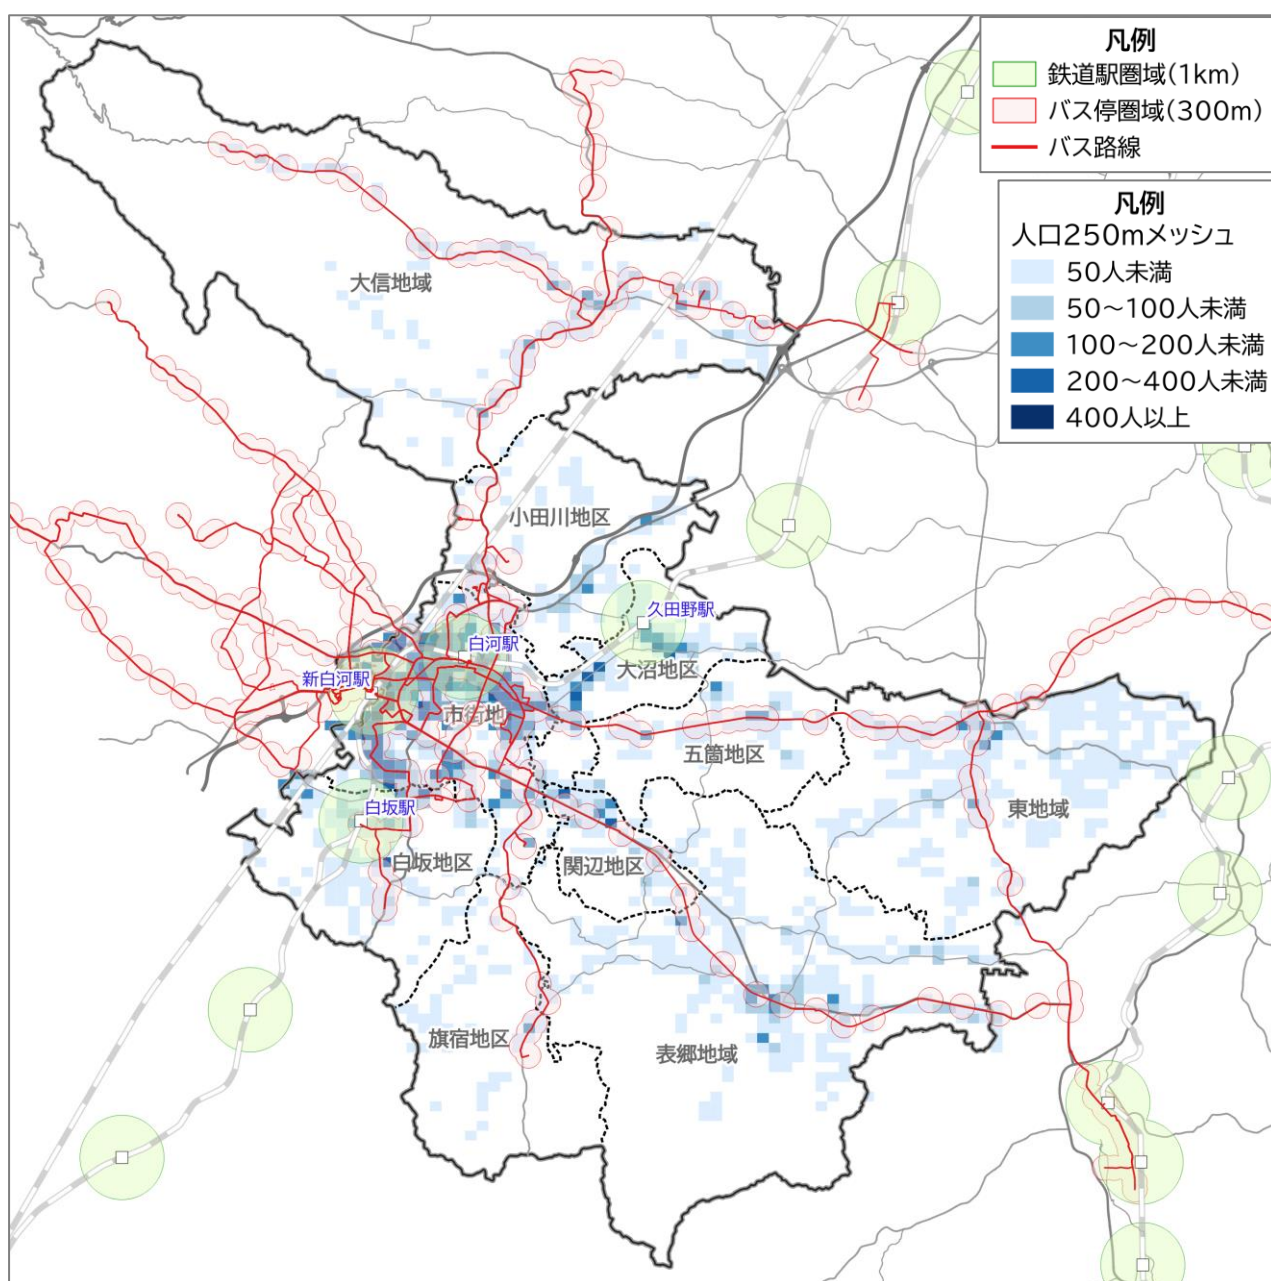 凡例
鉄道駅圏域(1km)
バス停圏域(300m)
バス路線
凡例
人口250mメッシュ
50人未満
50～100人未満
100～200人未満
200～400人未満
400人以上
大信地域
小田川地区
久田野駅
白河駅
大沼地区
新白河駅
市街地
五箇地区
白坂駅
東地域
白坂地区
関辺地区
旗宿地区
表郷地域